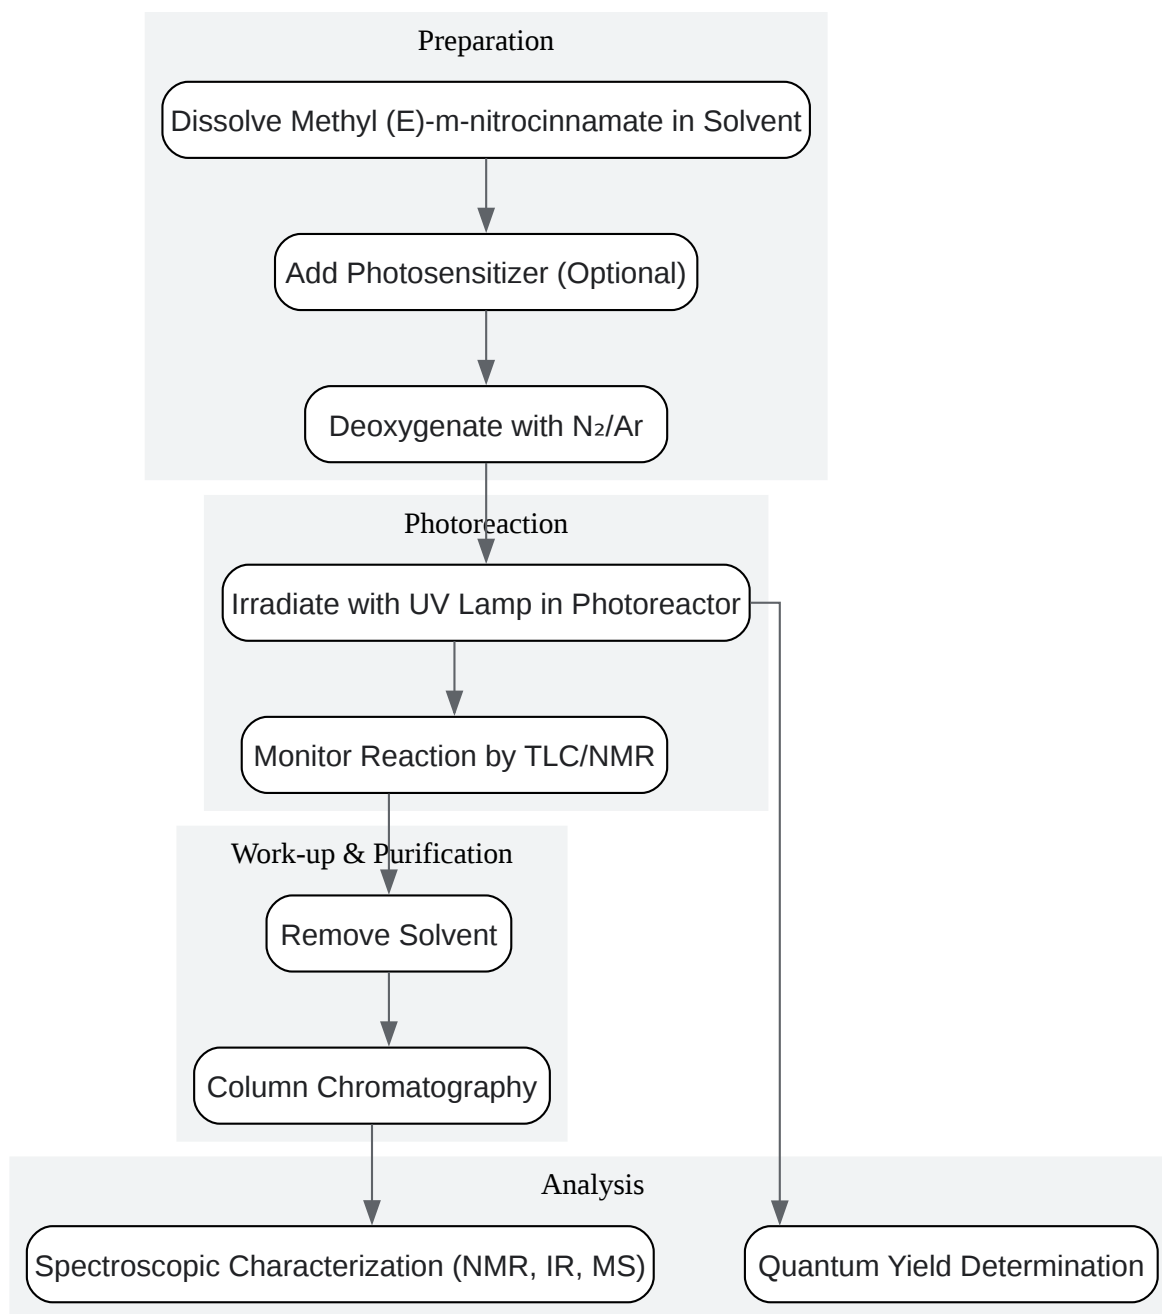 Preparation
Dissolve Methyl (E)-m-nitrocinnamate in Solvent
Add Photosensitizer (Optional)
Deoxygenate with N₂/Ar
Photoreaction
Irradiate with UV Lamp in Photoreactor
Monitor Reaction by TLC/NMR
Work-up & Purification
Remove Solvent
Column Chromatography
Analysis
Spectroscopic Characterization (NMR, IR, MS)
Quantum Yield Determination